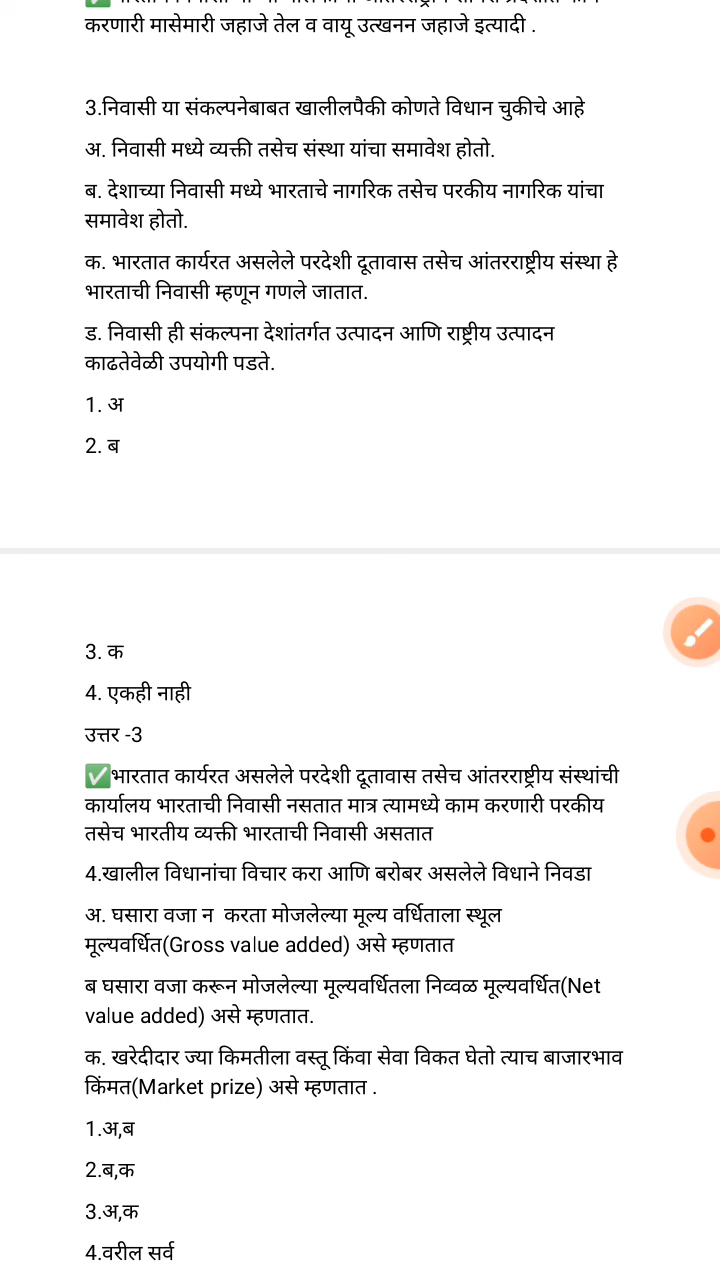 करणारी मासेमारी जहाजे तेल व वायू उत्खनन जहाजे इत्यादी .
3.निवासी या संकल्पनेबाबत खालीलपैकी कोणते विधान चुकीचे आहे
अ. निवासी मध्ये व्यक्ती तसेच संस्था यांचा समावेश होतो.
ब. देशाच्या निवासी मध्ये भारताचे नागरिक तसेच परकीय नागरिक यांचा
समावेश होतो.
क. भारतात कार्यरत असलेले परदेशी दूतावास तसेच आंतरराष्ट्रीय संस्था हे
भारताची निवासी म्हणून गणले जातात.
ड. निवासी ही संकल्पना देशांतर्गत उत्पादन आणि राष्ट्रीय उत्पादन
काढतेवेळी उपयोगी पडते.
1. अ
2. ब
3. क
4. एकही नाही
उत्तर -3
✅भारतात कार्यरत असलेले परदेशी दूतावास तसेच आंतरराष्ट्रीय संस्थांची
कार्यालय भारताची निवासी नसतात मात्र त्यामध्ये काम करणारी परकीय
तसेच भारतीय व्यक्ती भारताची निवासी असतात
4.खालील विधानांचा विचार करा आणि बरोबर असलेले विधाने निवडा
अ. घसारा वजा न  करता मोजलेल्या मूल्य वर्धिताला स्थूल
मूल्यवर्धित(Gross value added) असे म्हणतात
ब घसारा वजा करून मोजलेल्या मूल्यवर्धितला निव्वळ मूल्यवर्धित(Net
value added) असे म्हणतात.
क. खरेदीदार ज्या किमतीला वस्तू किंवा सेवा विकत घेतो त्याच बाजारभाव
किंमत(Market prize) असे म्हणतात .
1.अ,ब
2.ब,क
3.अ,क
4.वरील सर्व